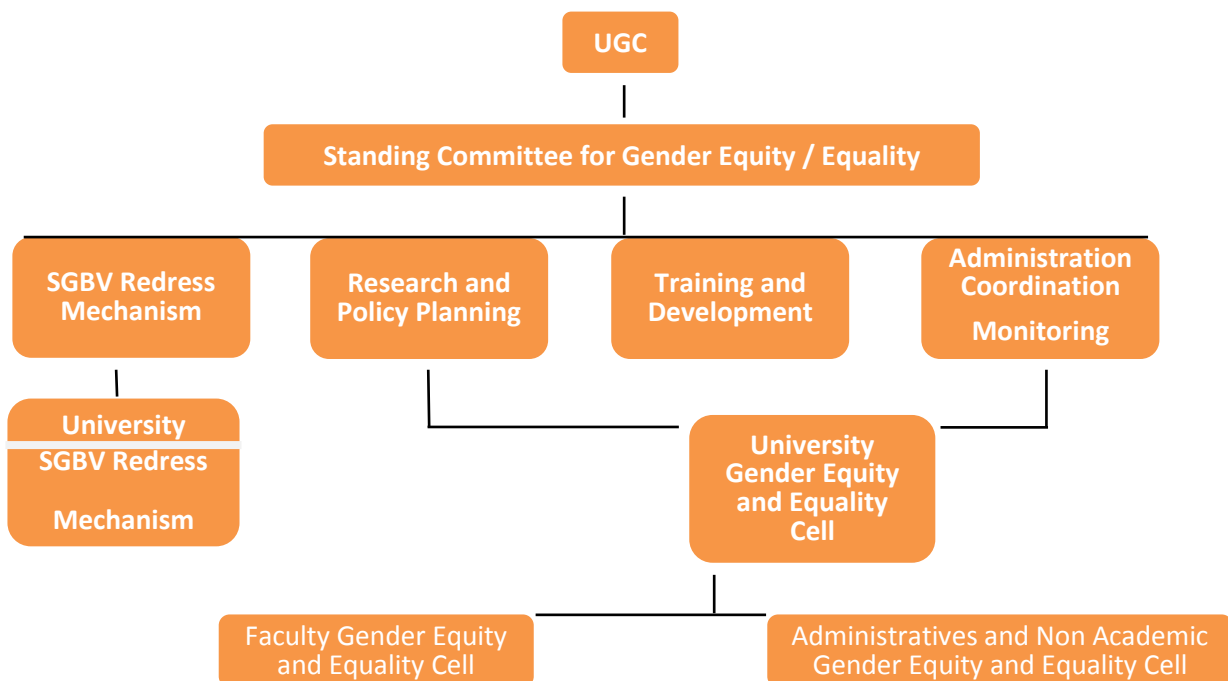 UGC
Standing Committee for Gender Equity / Equality
SGBV Redress
Mechanism
Research and
Policy Planning
Training and
Development
Administration
Coordination
Monitoring
University
SGBV Redress
Mechanism
University
Gender Equity
and Equality
Cell
Faculty Gender Equity
and Equality Cell
Administratives and Non Academic
Gender Equity and Equality Cell